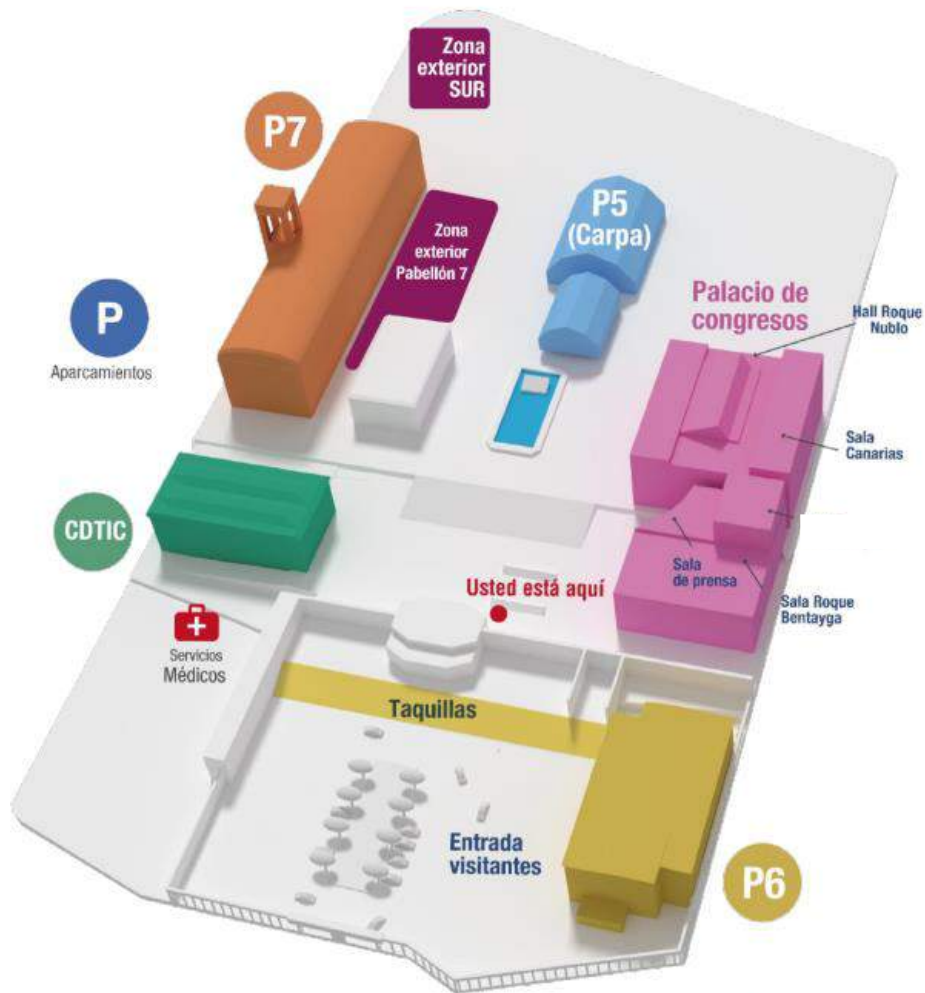 Zona
exterior
SUR
P7
Zona
exterior
Pabellón 7
P5
(Carpa)
P
Aparcamientos
Palacio de
congresos
Hall Roque
Nublo
Sala
Canarias
CDTIC
Sala
de prensa
Sala Roque
Bentayga
Usted está aquí
Servicios
Médicos
Taquillas
Entrada
visitantes
P6